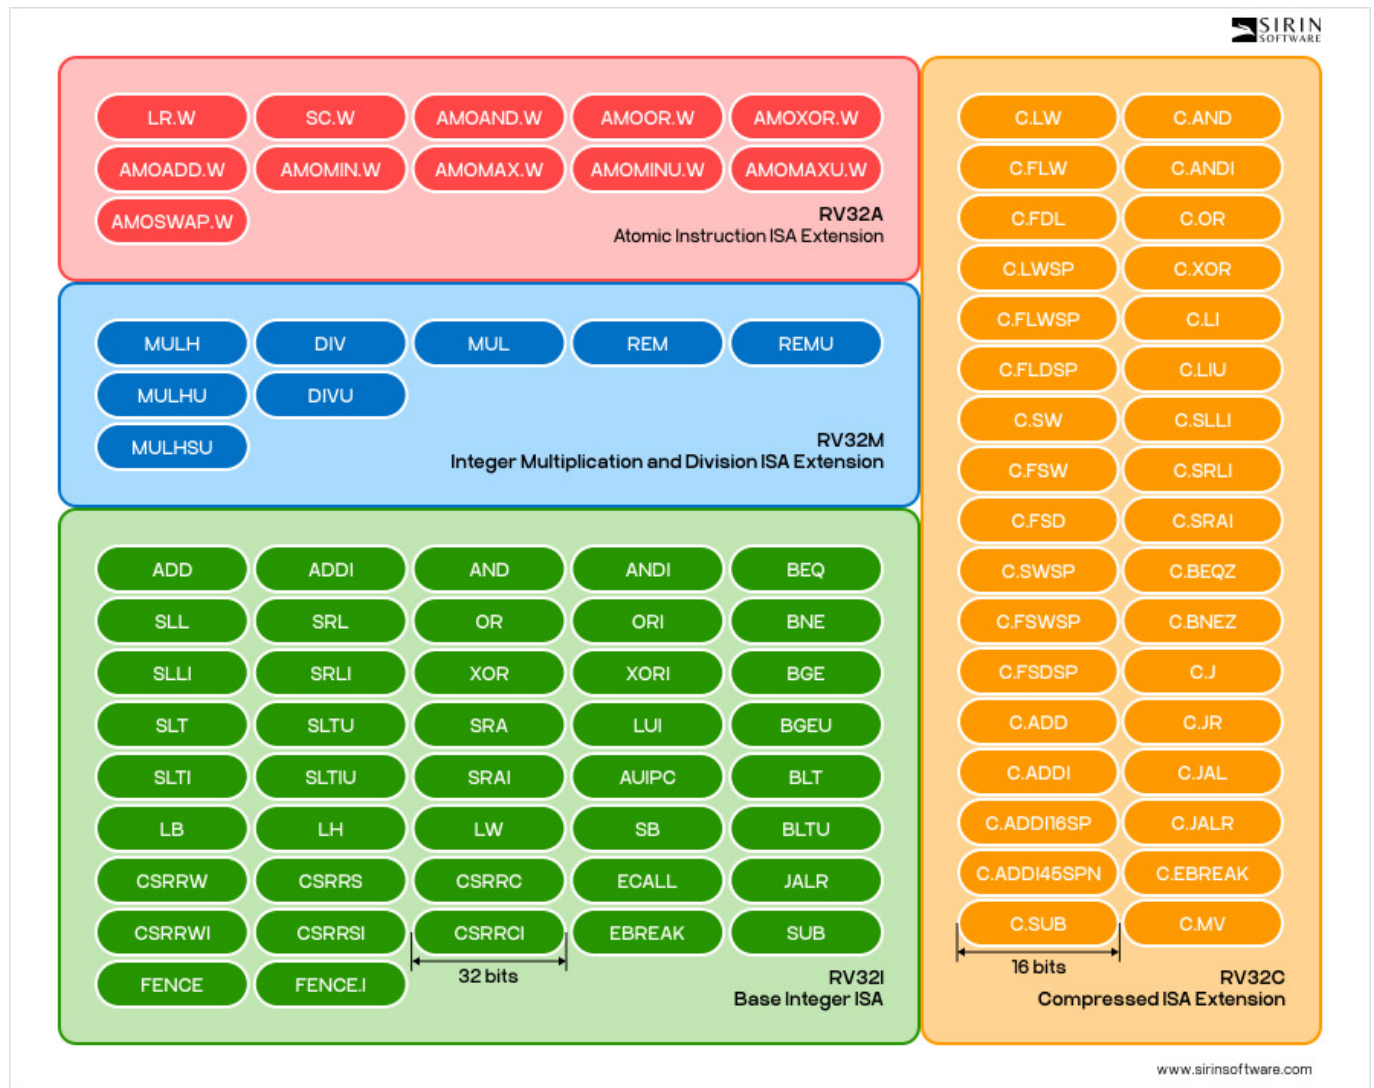 SIRIN
SOFTWARE
LR.W SC.W AMOAND.W AMOOR.W AMOXOR.W
AMOADD.W AMOMIN.W AMOMAX.W AMOMINU.W AMOMAXU.W
AMOSWAP.W
RV32A
Atomic Instruction ISA Extension
MULH DIV MUL REM REMU
MULHU DIVU
MULHSU
RV32M
Integer Multiplication and Division ISA Extension
ADD ADDI AND ANDI BEQ
SLL SRL OR ORI BNE
SLLI SRLI XOR XORI BGE
SLT SLTU SRA LUI BGEU
SLTI SLTIU SRAI AUIPC BLT
LB LH LW SB BLTU
CSRRW CSRRS CSRRC ECALL JALR
CSRRWI CSRRSI CSRRCI EBREAK SUB
FENCE FENCE.I
32 bits
RV32I
Base Integer ISA
C.LW C.AND
C.FLW C.ANDI
C.FDL C.OR
C.LWSP C.XOR
C.FLWSP C.LI
C.FLDSP C.LIU
C.SW C.SLLI
C.FSW C.SRLI
C.FSD C.SRAI
C.SWSP C.BEQZ
C.FSWSP C.BNEZ
C.FSDSP C.J
C.ADD C.JR
C.ADDI C.JAL
C.ADDI16SP C.JALR
C.ADDI45SPN C.EBREAK
C.SUB C.MV
16 bits
RV32C
Compressed ISA Extension
www.sirinsoftware.com